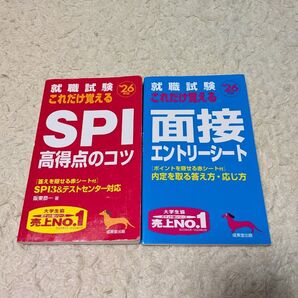 就職試験
これだけ覚える
'26
SPI
高得点のコツ
[答えを隠せる赤シート付]
SPI3&テストセンター対応
阪東恭一 著
大学生協
売上No.1
成美堂出版
就職試験
これだけ覚える
'26
面接
エントリーシート
[ポイントを隠せる赤シート付]
内定を取る答え方・応じ方
大学生協
売上No.1
成美堂出版